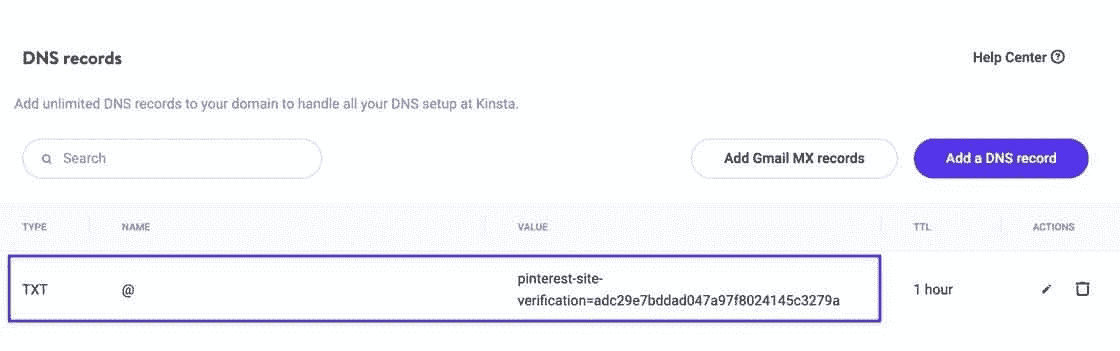 DNS records
Help Center
Add unlimited DNS records to your domain to handle all your DNS setup at Kinsta.
Search
Add Gmail MX records
Add a DNS record
TYPE NAME VALUE TTL ACTIONS
TXT @ pinterest-site-
verification=adc29e7bddad047a97f8024145c3279a 1 hour